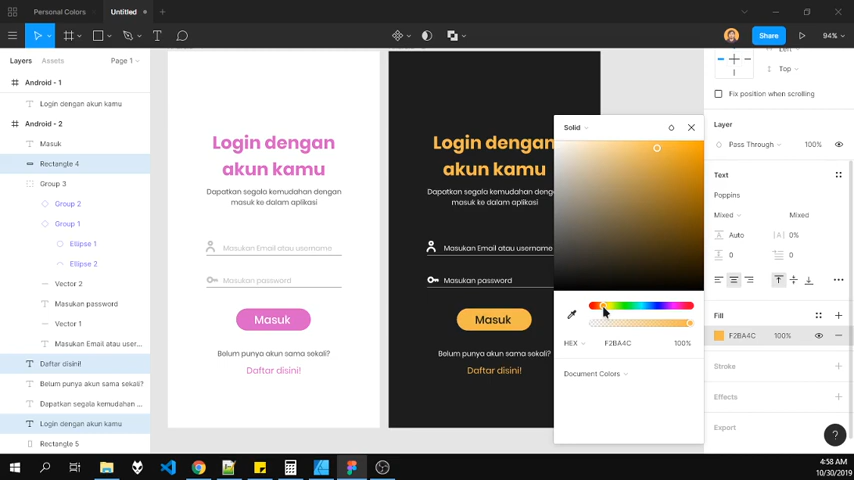 Personal Colors
Untitled
Share
94%
Layers
Assets
Page 1
Android - 1
Login dengan akun kamu
Android - 2
Masuk
Rectangle 4
Group 3
Group 2
Group 1
Ellipse 1
Ellipse 2
Vector 2
Masukan password
Vector 1
Masukan Email atau user...
Daftar disini!
Belum punya akun sama sekali?
Dapatkan segala kemudahan ...
Login dengan akun kamu
Rectangle 5
Login dengan
akun kamu
Dapatkan segala kemudahan dengan
masuk ke dalam aplikasi
Masukan Email atau username
Masukan password
Masuk
Belum punya akun sama sekali?
Daftar disini!
Login dengan
akun kamu
Dapatkan segala kemudahan deng
masuk ke dalam aplikasi
Masukan Email atau username
Masukan password
Masuk
Belum punya akun sama sekali?
Daftar disini!
Solid
HEX
F2BA4C
100%
Document Colors
Left
Top
Fix position when scrolling
Layer
Pass Through
100%
Text
Poppins
Mixed
Mixed
Auto
0%
0
0
Fill
F2BA4C
100%
Stroke
Effects
Export
?
4:58 AM
10/30/2019